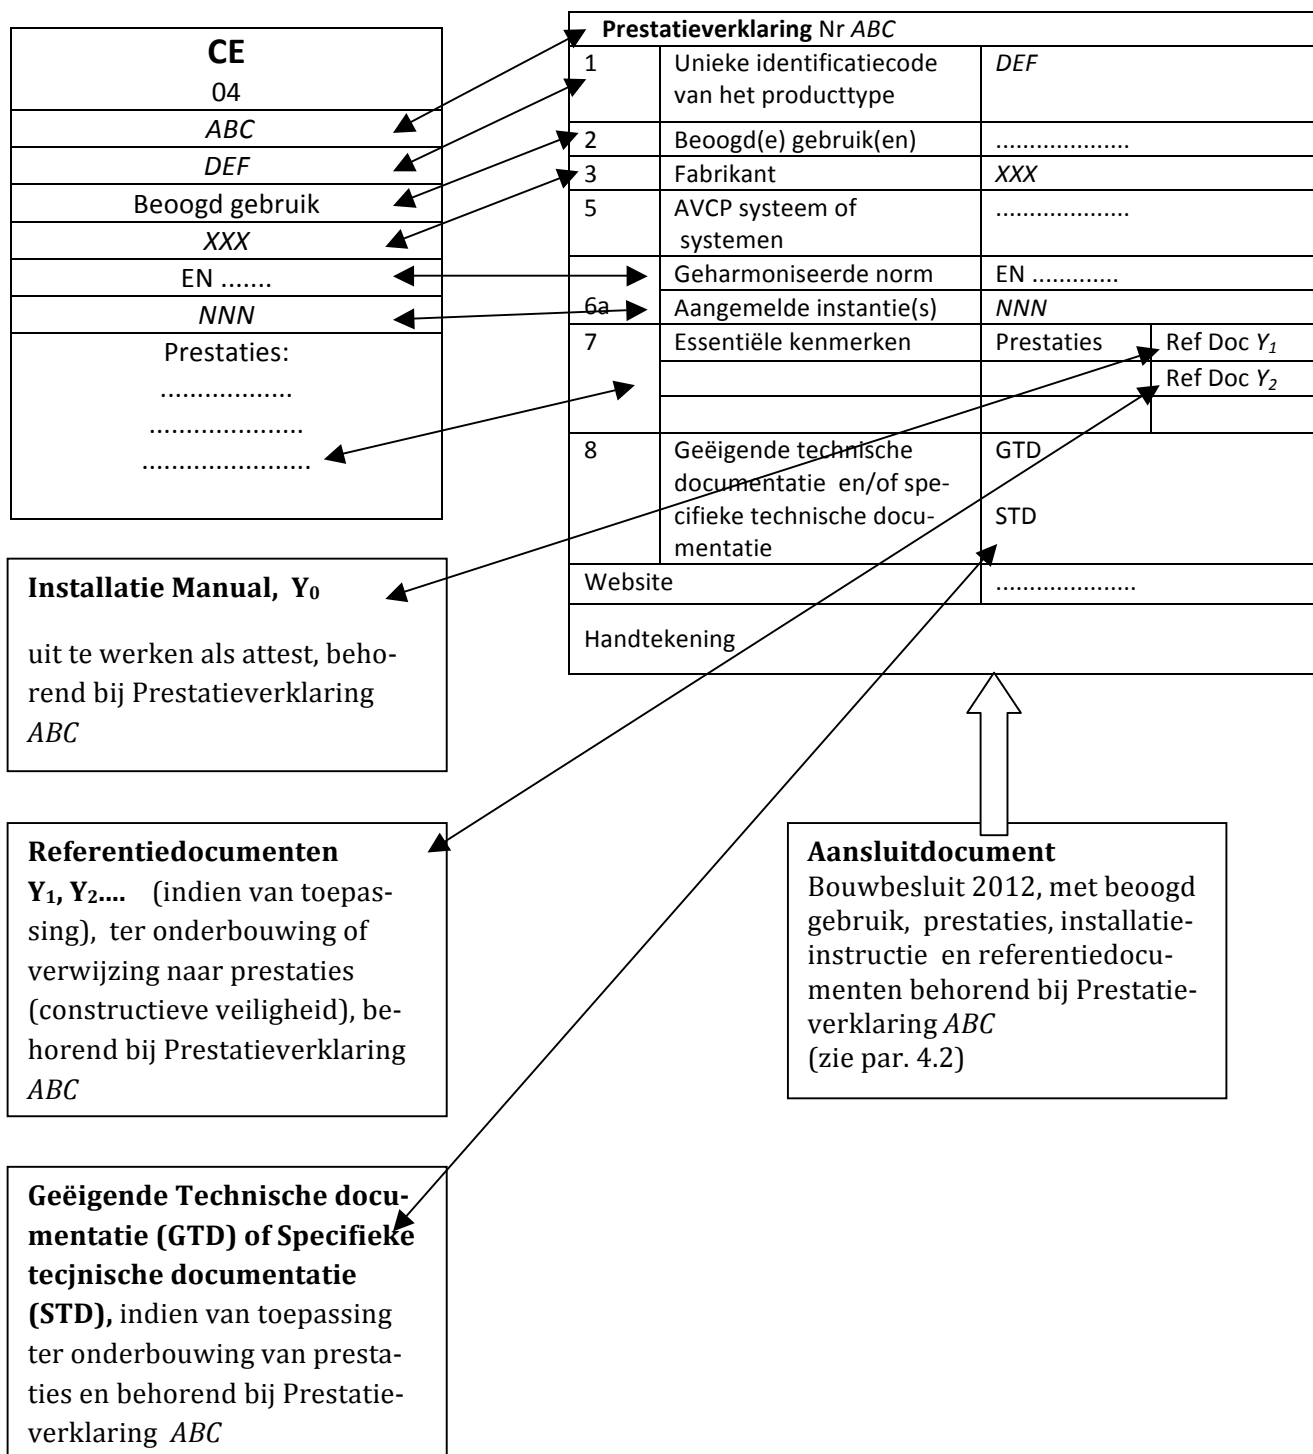 CE
04
ABC
DEF
Beoogd gebruik
XXX
EN .......
NNN
Prestaties:
..................
.....................
.......................
Prestatieverklaring Nr ABC
1 Unieke identificatiecode DEF
van het producttype
2 Beoogd(e) gebruik(en) ....................
3 Fabrikant XXX
5 AVCP systeem of ....................
systemen
Geharmoniseerde norm EN .............
6a Aangemelde instantie(s) NNN
7 Essentiële kenmerken Prestaties Ref Doc Y1
Ref Doc Y2
8 Geëigende technische GTD
documentatie en/of spe-
cifieke technische docu- STD
mentatie
Website .....................
Handtekening
Installatie Manual, Y0
uit te werken als attest, beho-
rend bij Prestatieverklaring
ABC
Referentiedocumenten
Y1, Y2.... (indien van toepas-
sing), ter onderbouwing of
verwijzing naar prestaties
(constructieve veiligheid), be-
horend bij Prestatieverklaring
ABC
Aansluitdocument
Bouwbesluit 2012, met beoogd
gebruik, prestaties, installatie-
instructie en referentiedocu-
menten behorend bij Prestatie-
verklaring ABC
(zie par. 4.2)
Geëigende Technische docu-
mentatie (GTD) of Specifieke
tecjnische documentatie
(STD), indien van toepassing
ter onderbouwing van presta-
ties en behorend bij Prestatie-
verklaring ABC